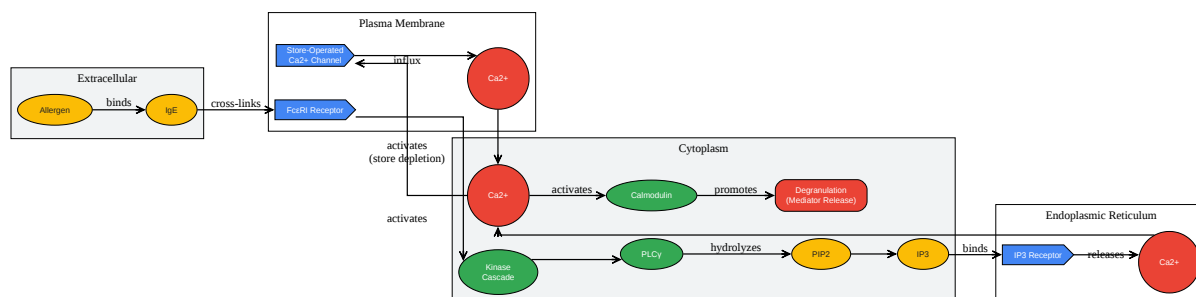 Plasma Membrane
Store-Operated
Ca2+ Channel
influx
Ca2+
Extracellular
Allergen
binds
IgE
cross-links
FcεRI Receptor
activates
(store depletion)
Cytoplasm
Ca2+
activates
Calmodulin
promotes
Degranulation
(Mediator Release)
activates
Kinase
Cascade
PLCγ
hydrolyzes
PIP2
IP3
binds
Endoplasmic Reticulum
IP3 Receptor
releases
Ca2+